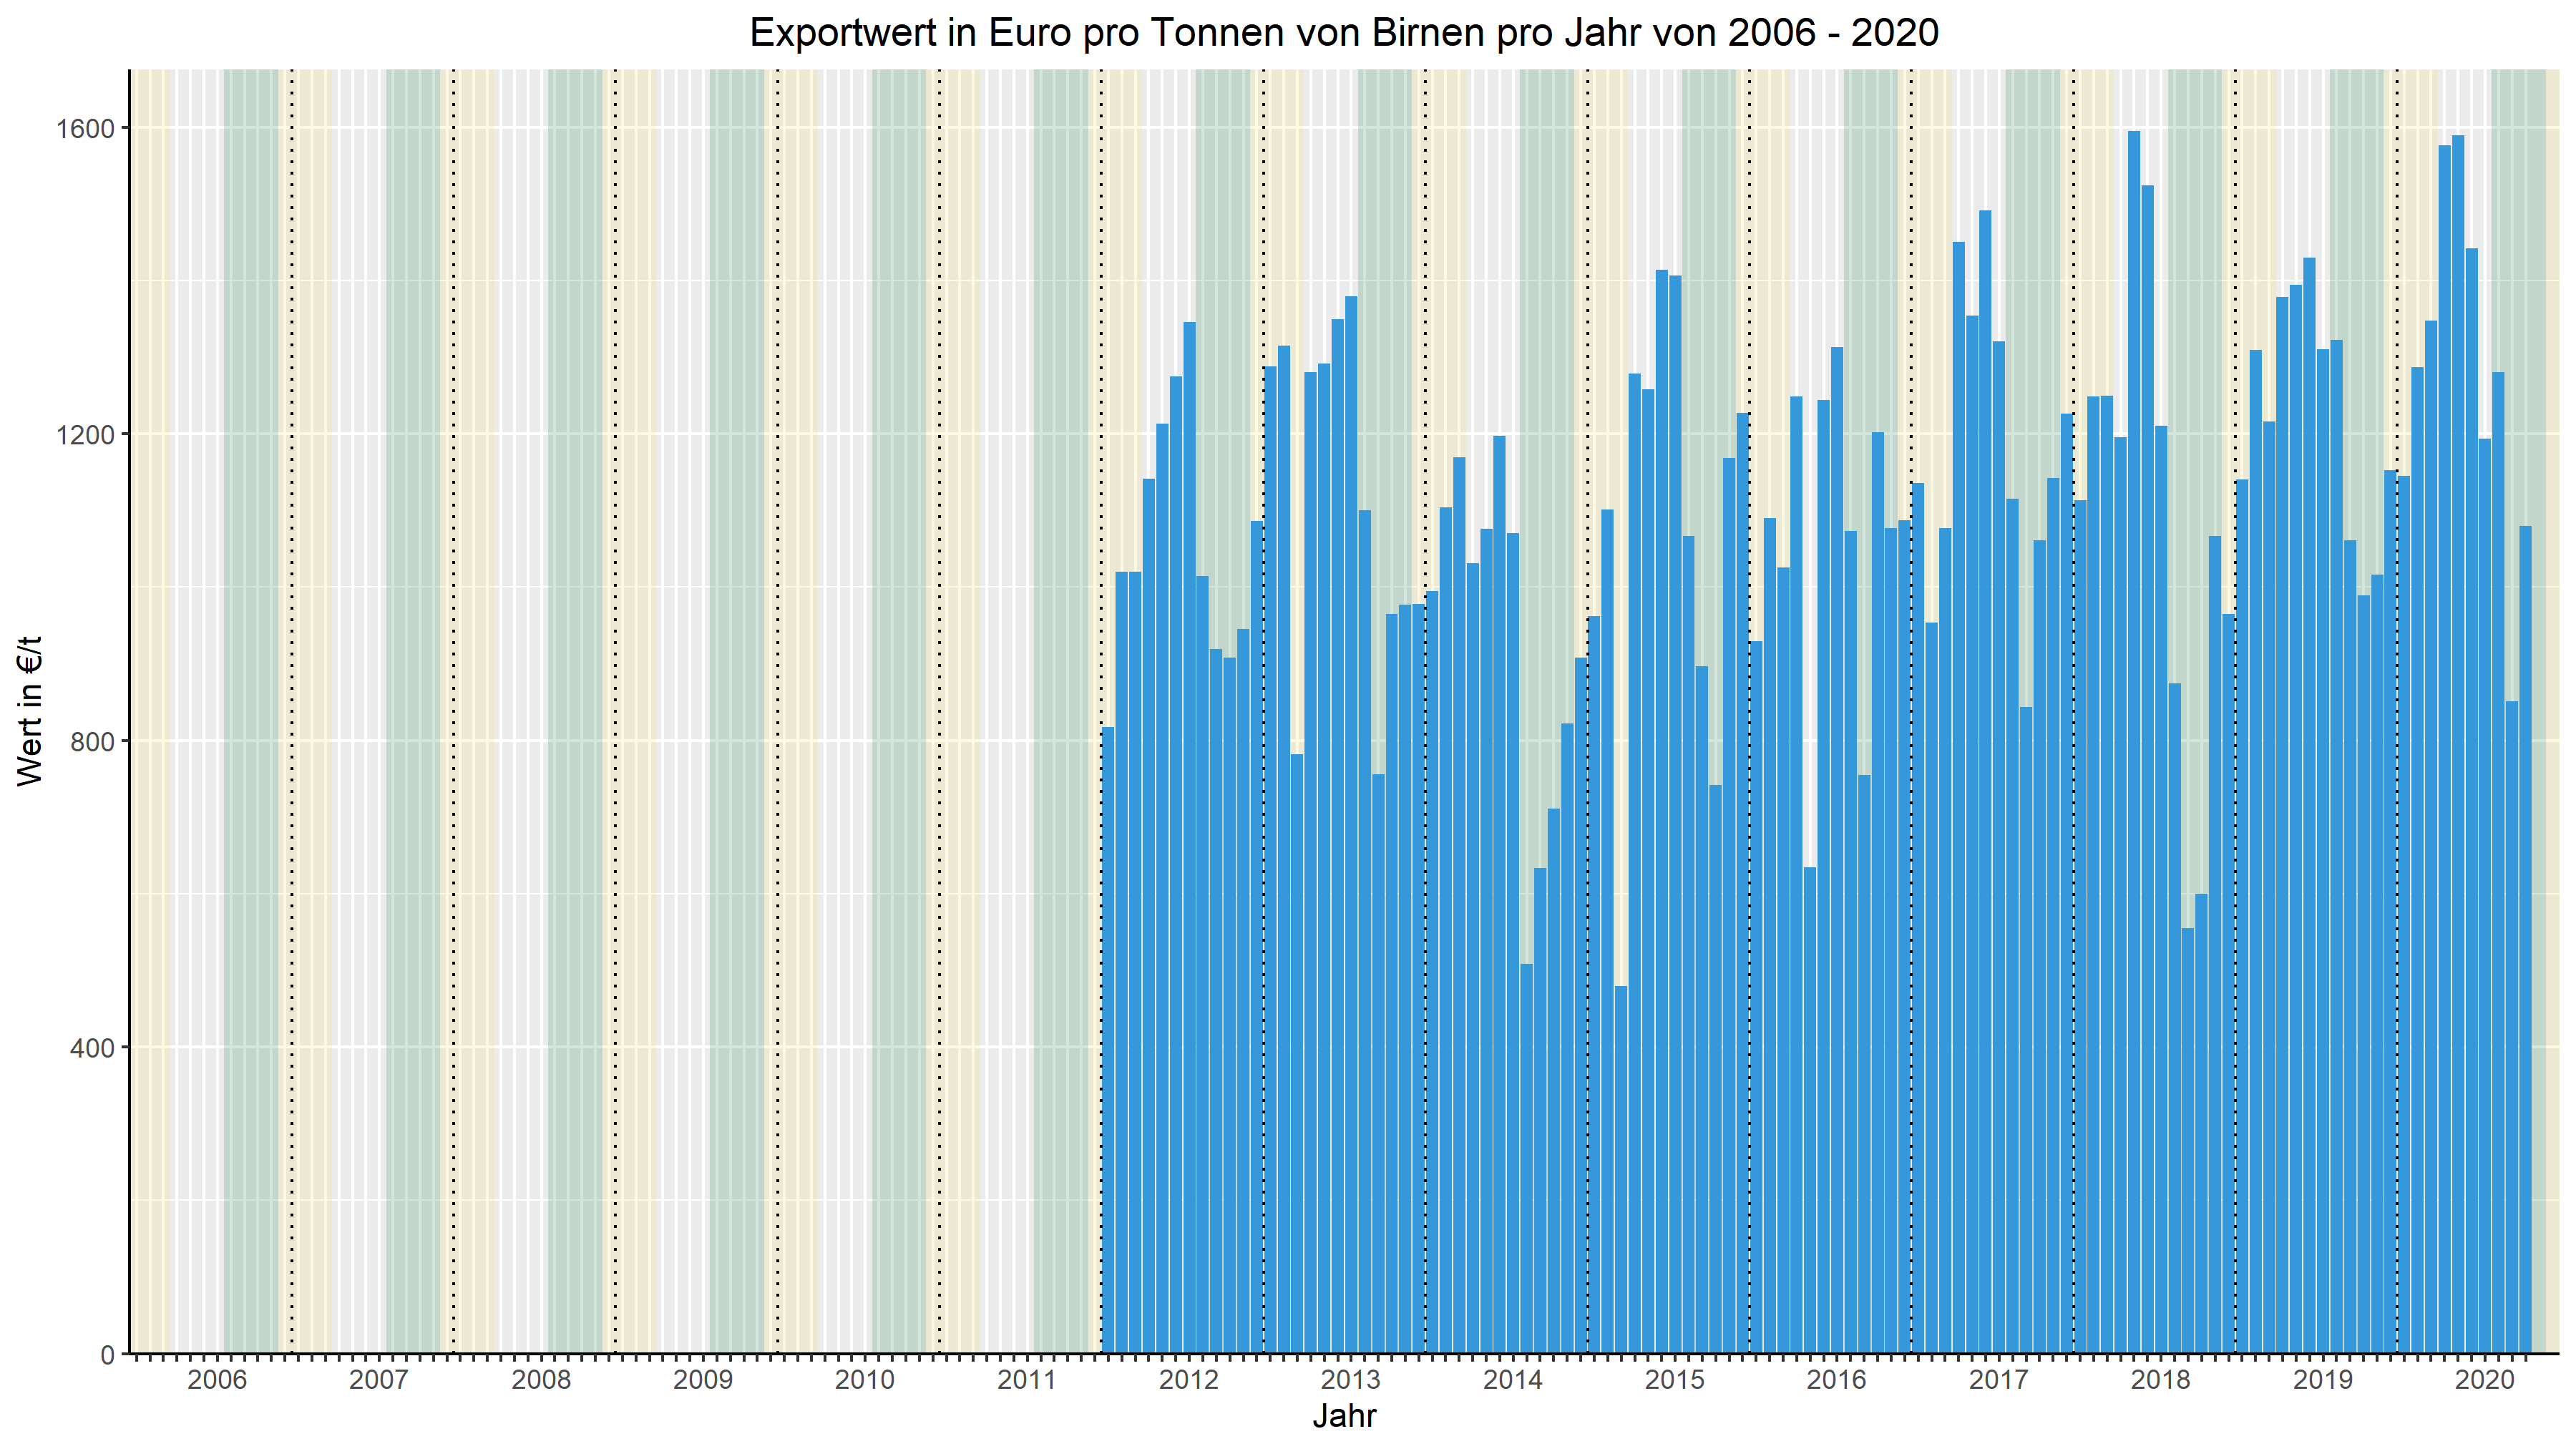 Exportwert in Euro pro Tonnen von Birnen pro Jahr von 2006 - 2020
Wert in €/t
1600
1200
800
400
0
2006 2007 2008 2009 2010 2011 2012 2013 2014 2015 2016 2017 2018 2019 2020
Jahr